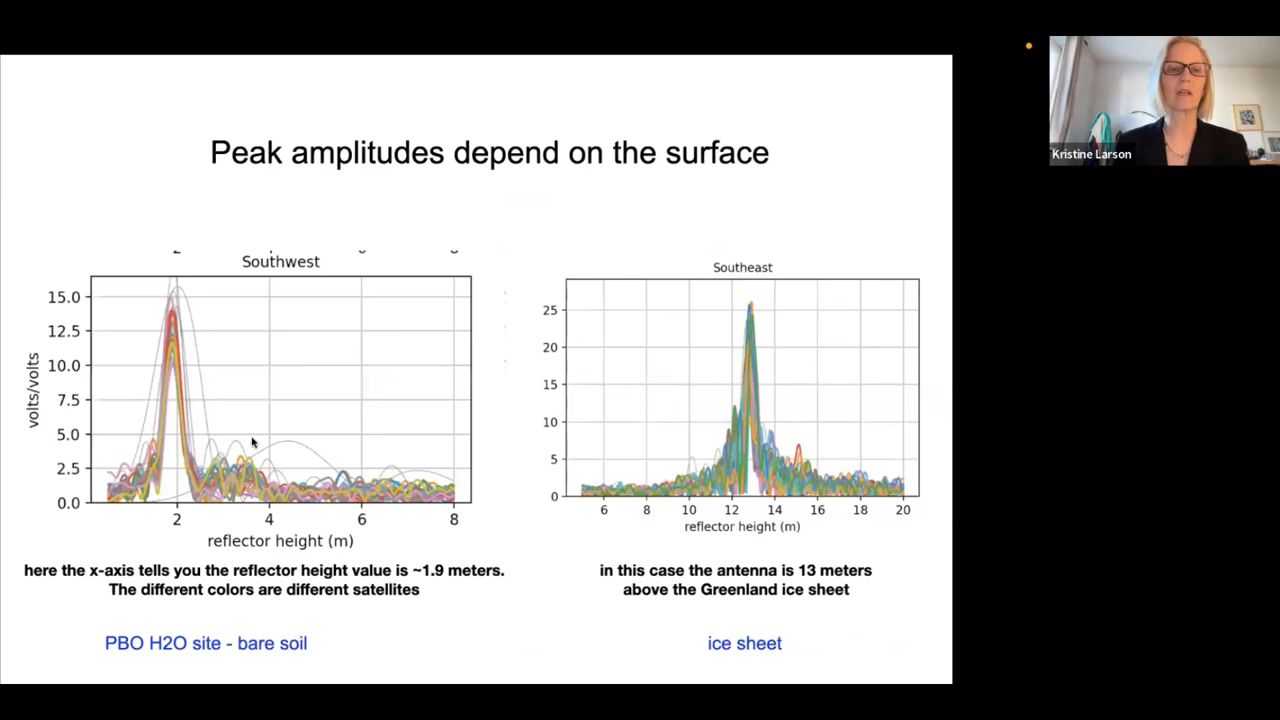 Peak amplitudes depend on the surface
Southwest
15.0
12.5
10.0
7.5
5.0
2.5
0.0
volts/volts
2 4 6 8
reflector height (m)
here the x-axis tells you the reflector height value is ~1.9 meters.
The different colors are different satellites
PBO H2O site - bare soil
Southeast
25
20
15
10
5
0
6 8 10 12 14 16 18 20
reflector height (m)
in this case the antenna is 13 meters
above the Greenland ice sheet
ice sheet
Kristine Larson